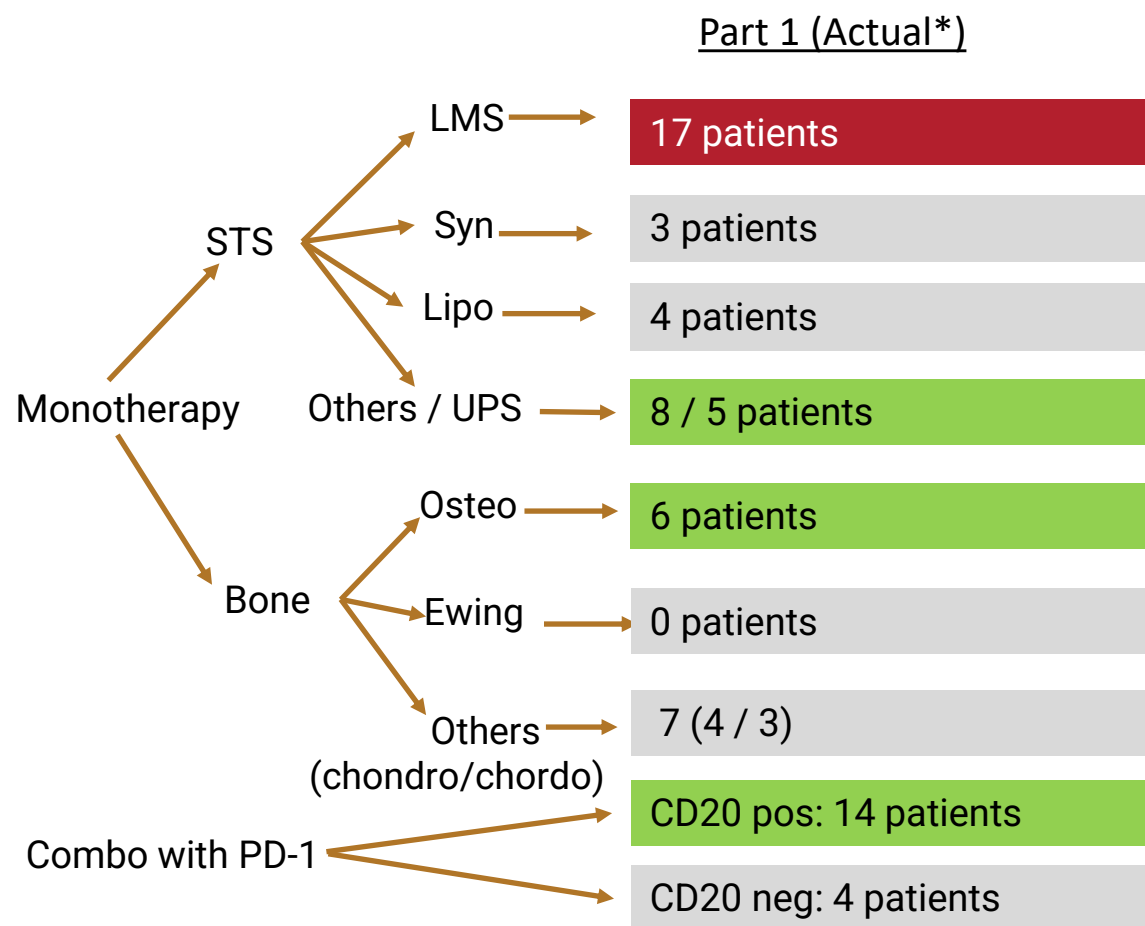 Part 1 (Actual*)
LMS
17 patients
Syn
3 patients
STS
Lipo
4 patients
Monotherapy
Others / UPS
8 / 5 patients
Osteo
6 patients
Bone
Ewing
0 patients
Others
(chondro/chordo)
7 (4 / 3)
Combo with PD-1
CD20 pos: 14 patients
CD20 neg: 4 patients